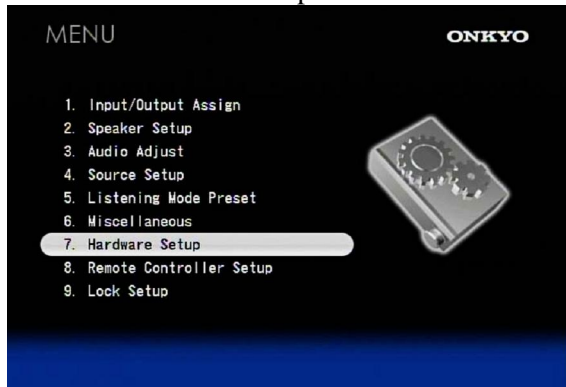 MENU
ONKYO
1. Input/Output Assign
2. Speaker Setup
3. Audio Adjust
4. Source Setup
5. Listening Mode Preset
6. Miscellaneous
7. Hardware Setup
8. Remote Controller Setup
9. Lock Setup